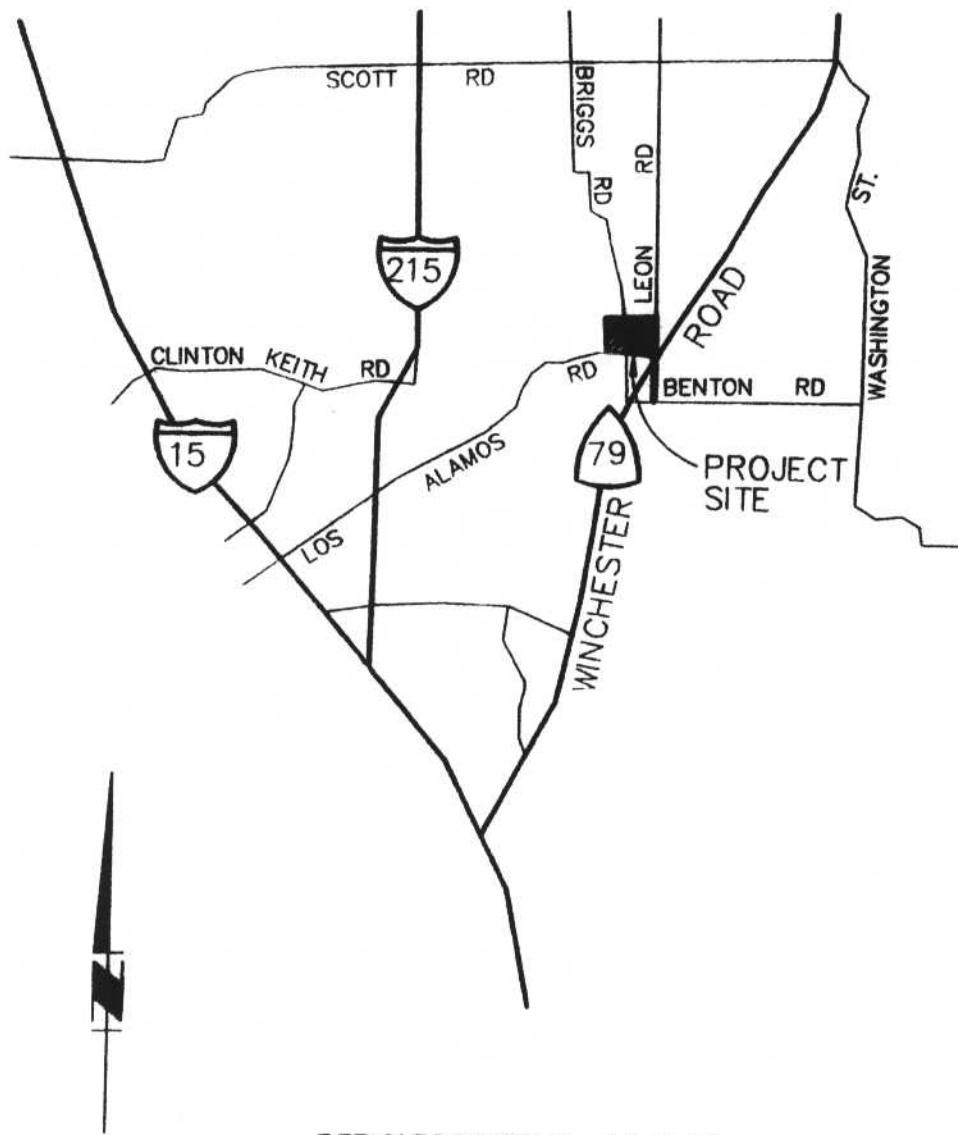 SCOTT RD
BRIGGS RD
LEON RD
ST.
WASHINGTON
215
ROAD
CLINTON KEITH RD
RD
BENTON RD
15
ALAMOS
79
PROJECT
SITE
LOS
WINCHESTER
N